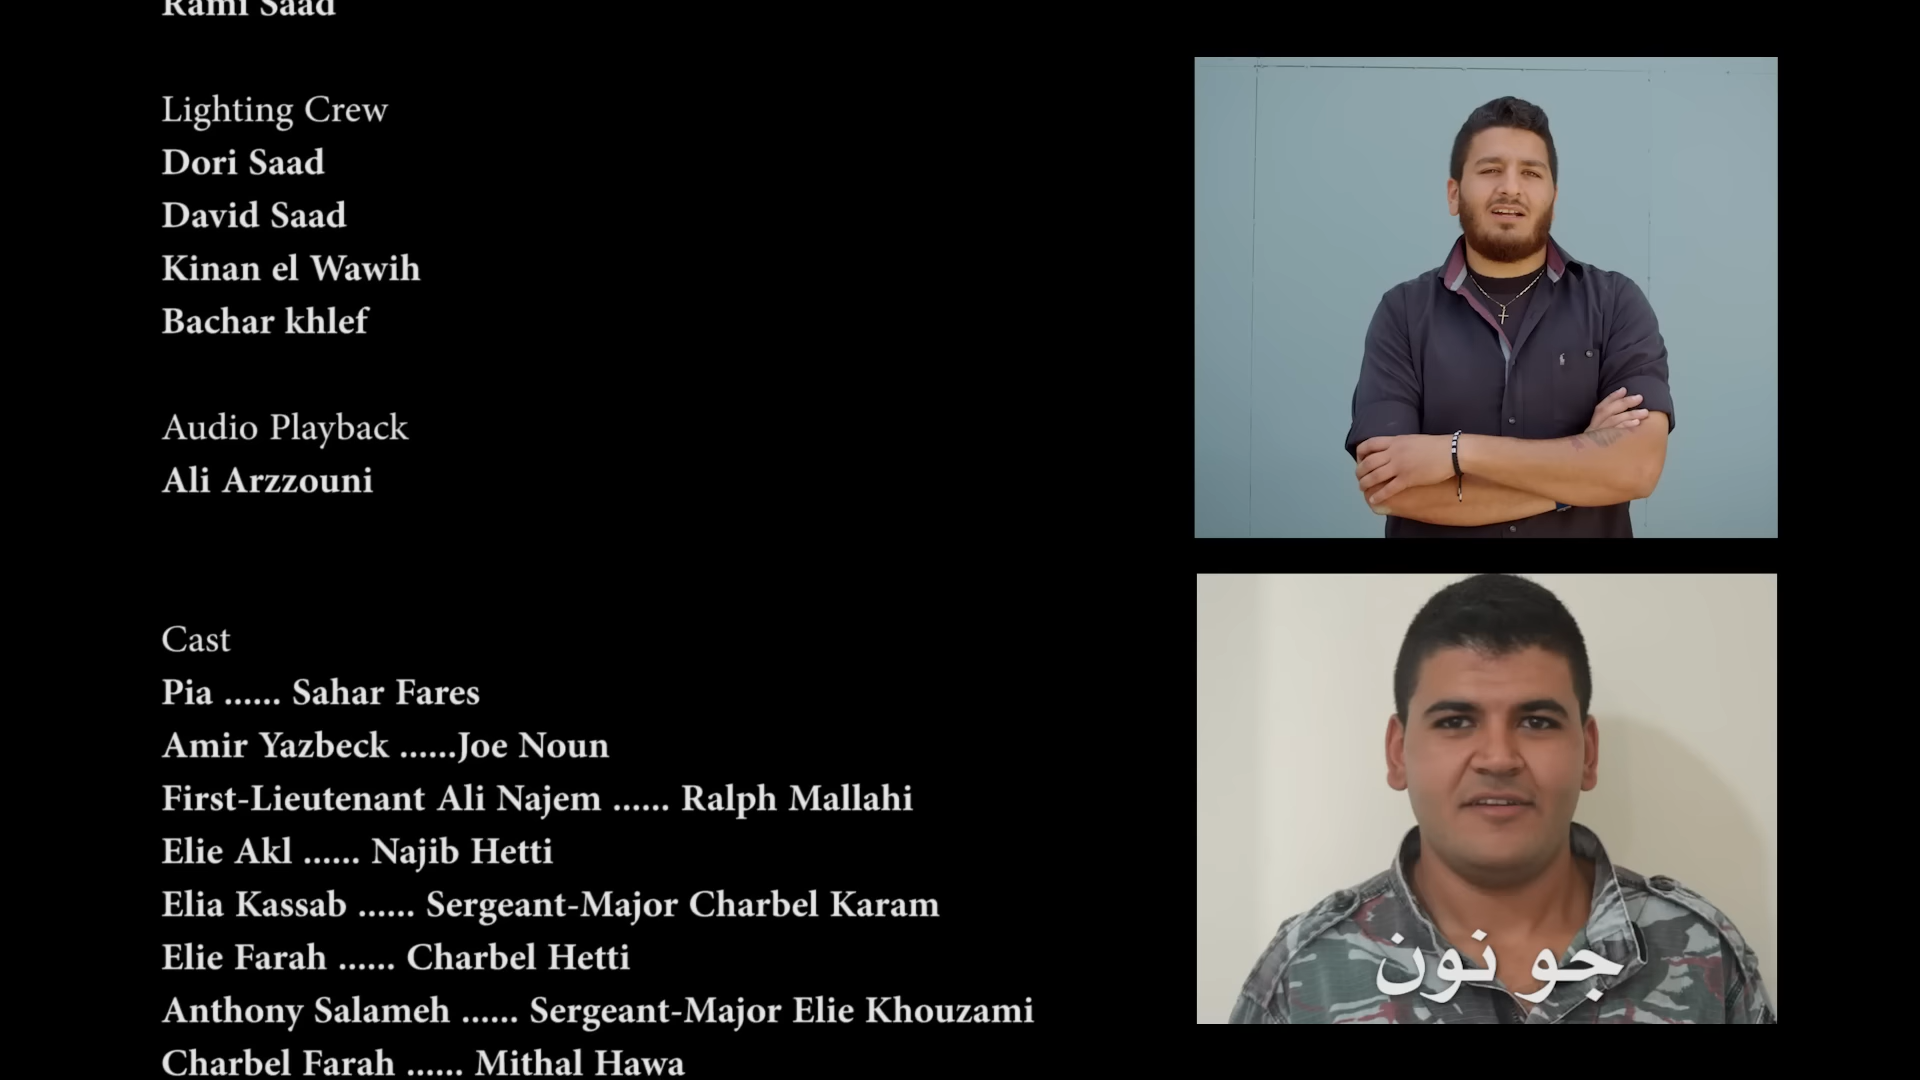 Rami Saad
Lighting Crew
Dori Saad
David Saad
Kinan el Wawih
Bachar khlef
Audio Playback
Ali Arzzouni
Cast
Pia ...... Sahar Fares
Amir Yazbeck ......Joe Noun
First-Lieutenant Ali Najem ...... Ralph Mallahi
Elie Akl ...... Najib Hetti
Elia Kassab ...... Sergeant-Major Charbel Karam
Elie Farah ...... Charbel Hetti
Anthony Salameh ...... Sergeant-Major Elie Khouzami
Charbel Farah ...... Mithal Hawa
جو نون